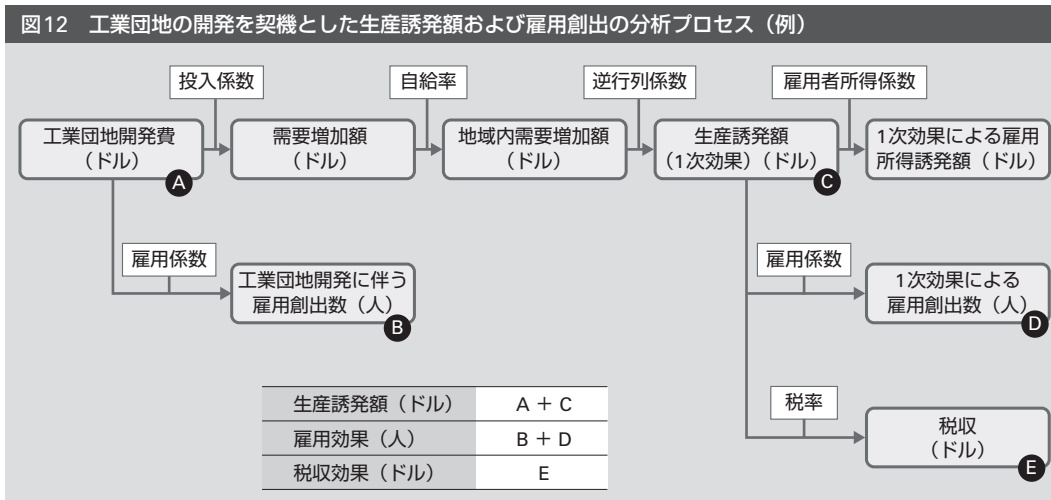 図12 工業団地の開発を契機とした生産誘発額および雇用創出の分析プロセス（例）
投入係数
自給率
逆行列係数
雇用者所得係数
工業団地開発費
（ドル）
A
需要増加額
（ドル）
地域内需要増加額
（ドル）
生産誘発額
（1次効果）（ドル）
C
1次効果による雇用
所得誘発額（ドル）
雇用係数
工業団地開発に伴う
雇用創出数（人）
B
雇用係数
1次効果による
雇用創出数（人）
D
税率
税収
（ドル）
E
生産誘発額（ドル） A + C
雇用効果（人） B + D
税収効果（ドル） E